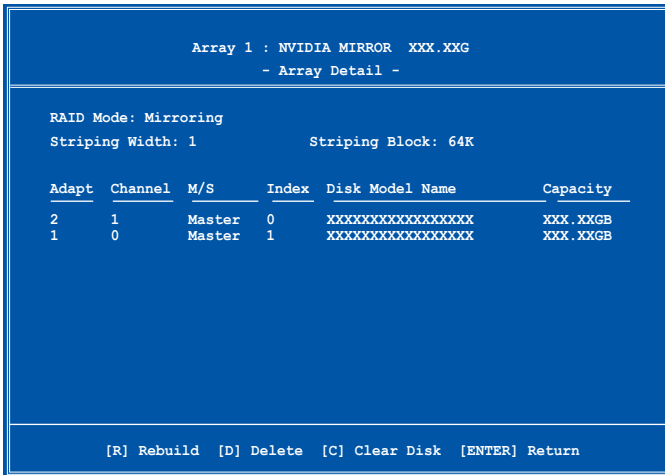 Array 1 : NVIDIA MIRROR XXX.XXG
- Array Detail -
RAID Mode: Mirroring
Striping Width: 1 Striping Block: 64K
Adapt Channel M/S Index Disk Model Name Capacity
2 1 Master 0 XXXXXXXXXXXXXXXXX XXX.XXGB
1 0 Master 1 XXXXXXXXXXXXXXXXX XXX.XXGB
[R] Rebuild [D] Delete [C] Clear Disk [ENTER] Return